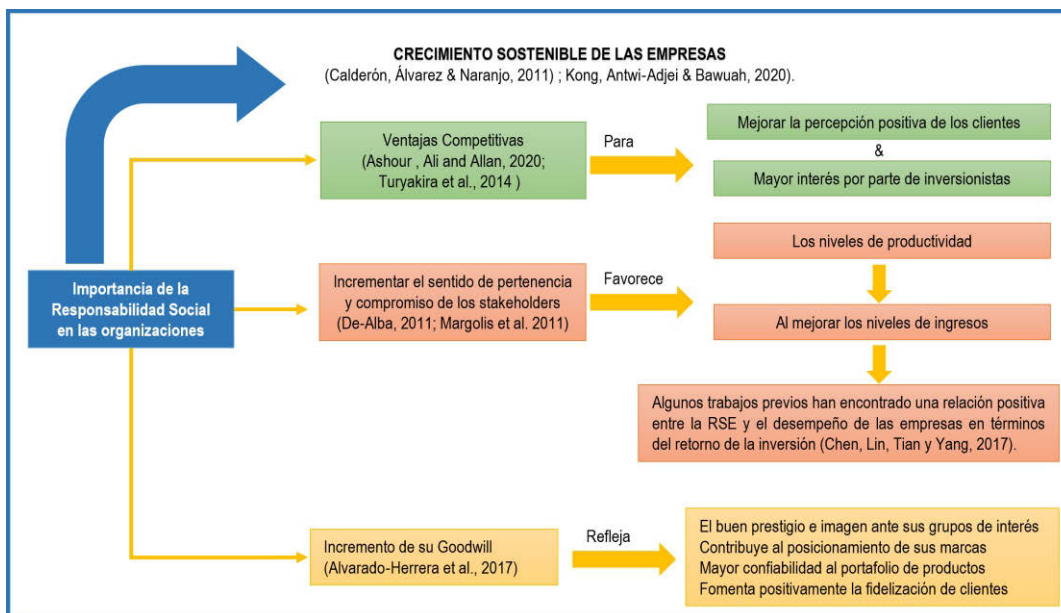 CRECIMIENTO SOSTENIBLE DE LAS EMPRESAS
(Calderón, Álvarez & Naranjo, 2011) ; Kong, Antwi-Adjei & Bawuah, 2020).
Ventajas Competitivas
(Ashour , Ali and Allan, 2020;
Turyakira et al., 2014 )
Para
Mejorar la percepción positiva de los clientes
&
Mayor interés por parte de inversionistas
Importancia de la
Responsabilidad Social
en las organizaciones
Incrementar el sentido de pertenencia
y compromiso de los stakeholders
(De-Alba, 2011; Margolis et al. 2011)
Favorece
Los niveles de productividad
Al mejorar los niveles de ingresos
Algunos trabajos previos han encontrado una relación positiva
entre la RSE y el desempeño de las empresas en términos
del retorno de la inversión (Chen, Lin, Tian y Yang, 2017).
Incremento de su Goodwill
(Alvarado-Herrera et al., 2017)
Refleja
El buen prestigio e imagen ante sus grupos de interés
Contribuye al posicionamiento de sus marcas
Mayor confiabilidad al portafolio de productos
Fomenta positivamente la fidelización de clientes